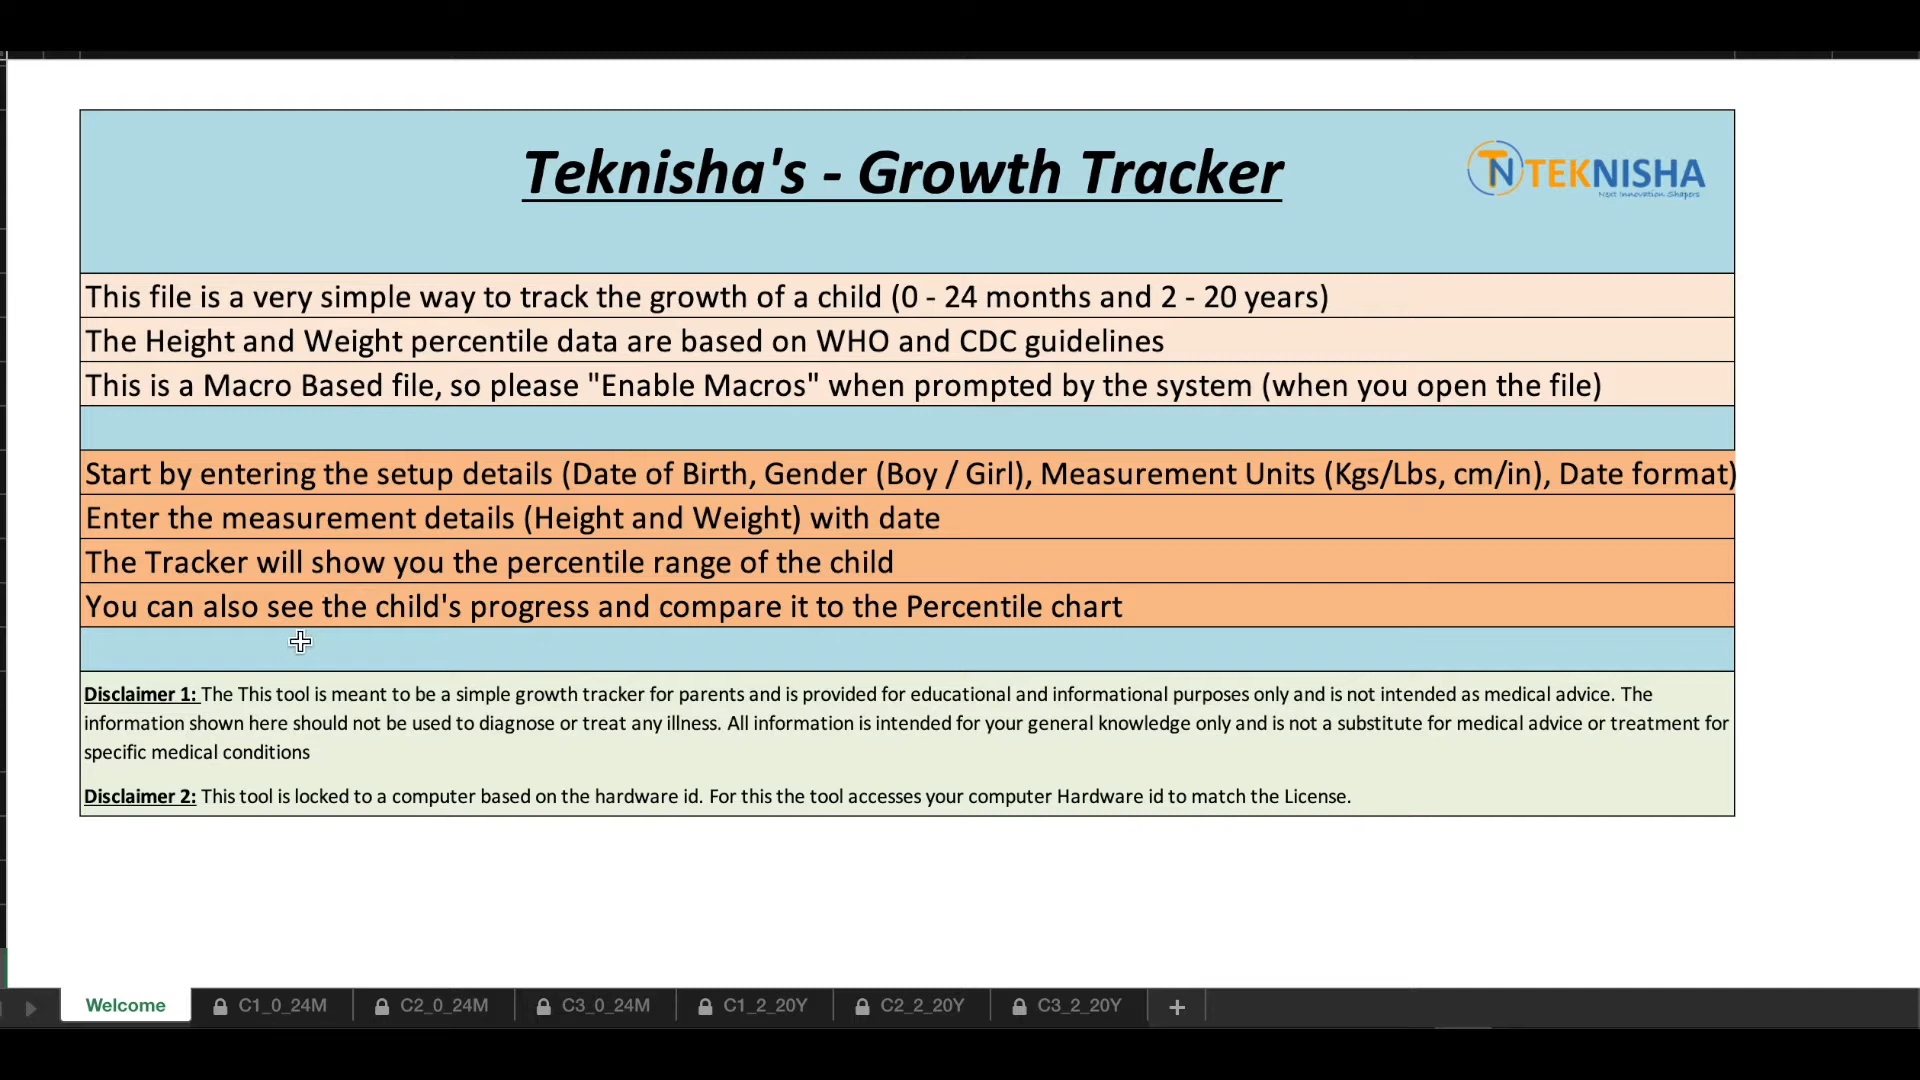 Teknisha's - Growth Tracker
TN TEKNISHA
Next Innovation Shapers
This file is a very simple way to track the growth of a child (0 - 24 months and 2 - 20 years)
The Height and Weight percentile data are based on WHO and CDC guidelines
This is a Macro Based file, so please "Enable Macros" when prompted by the system (when you open the file)
Start by entering the setup details (Date of Birth, Gender (Boy / Girl), Measurement Units (Kgs/Lbs, cm/in), Date format)
Enter the measurement details (Height and Weight) with date
The Tracker will show you the percentile range of the child
You can also see the child's progress and compare it to the Percentile chart
Disclaimer 1: The This tool is meant to be a simple growth tracker for parents and is provided for educational and informational purposes only and is not intended as medical advice. The
information shown here should not be used to diagnose or treat any illness. All information is intended for your general knowledge only and is not a substitute for medical advice or treatment for
specific medical conditions
Disclaimer 2: This tool is locked to a computer based on the hardware id. For this the tool accesses your computer Hardware id to match the License.
Welcome C1_0_24M C2_0_24M C3_0_24M C1_2_20Y C2_2_20Y C3_2_20Y +